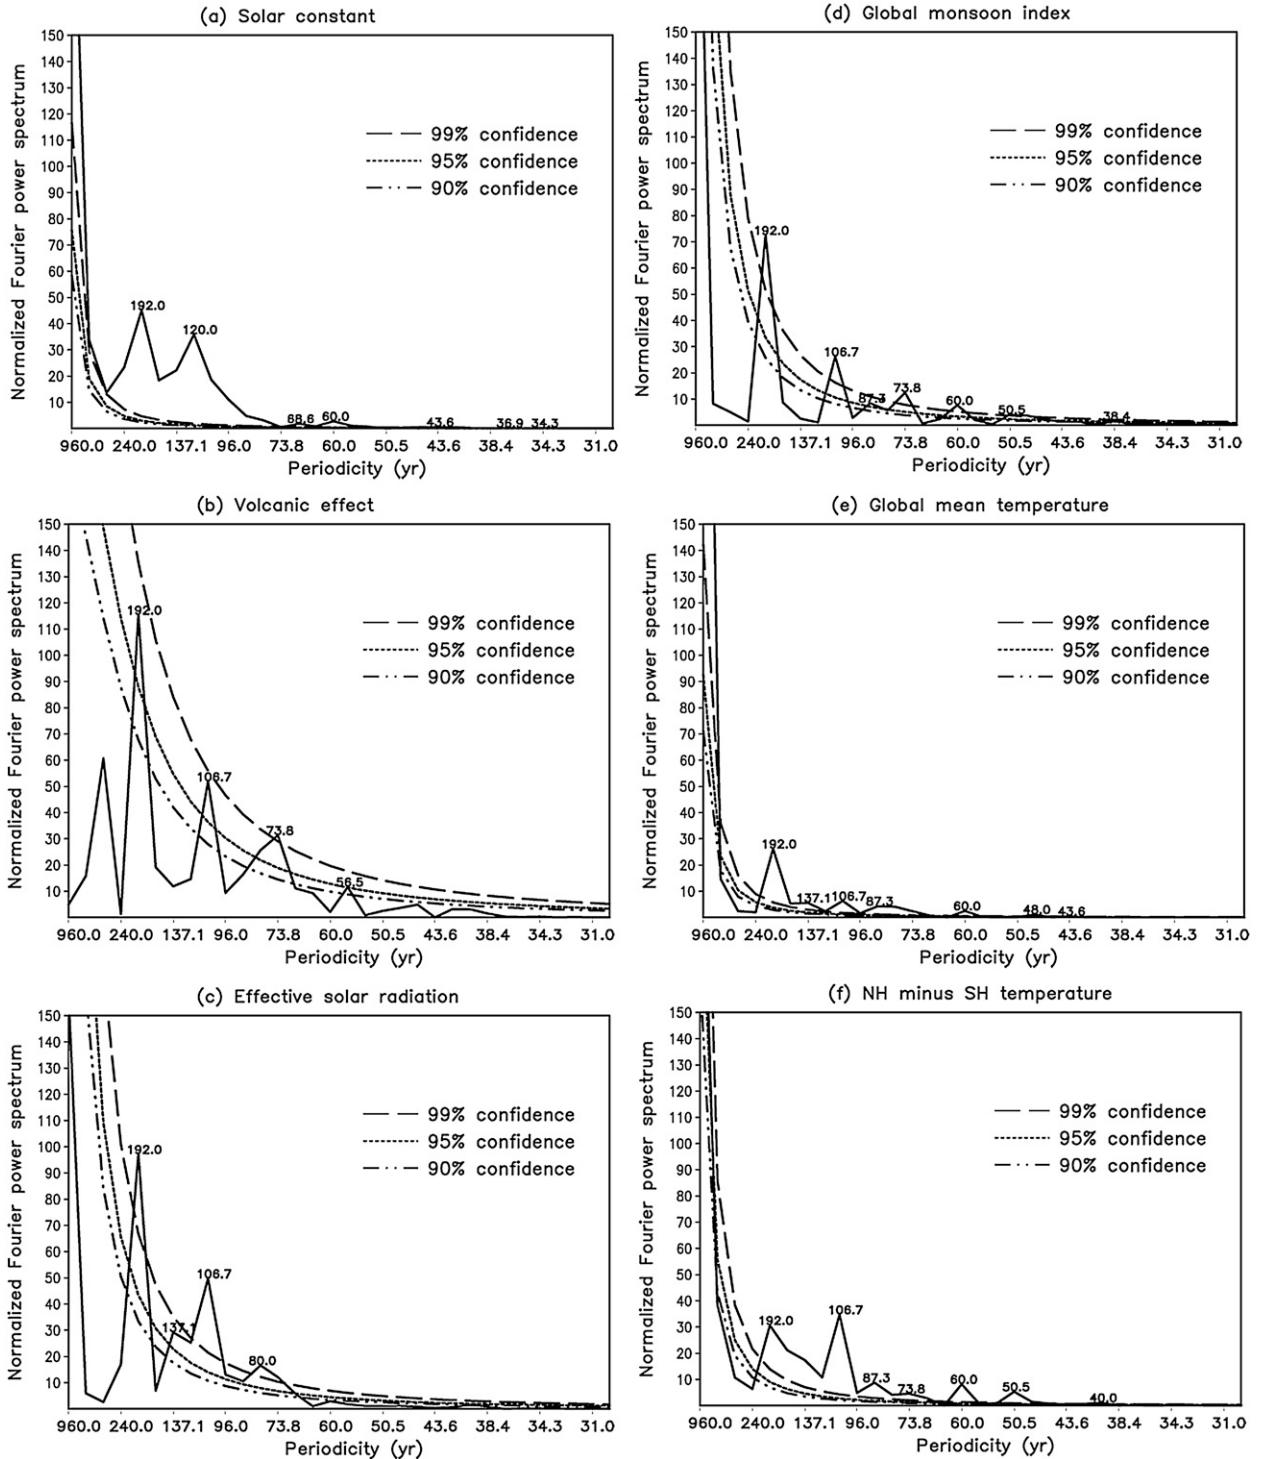 (a) Solar constant
Normalized Fourier power spectrum
150
140
130
120
110
100
90
80
70
60
50
40
30
20
10
99% confidence
95% confidence
90% confidence
192.0
120.0
68.6 60.0 43.6 36.9 34.3
960.0 240.0 137.1 96.0 73.8 60.0 50.5 43.6 38.4 34.3 31.0
Periodicity (yr)
(b) Volcanic effect
Normalized Fourier power spectrum
150
140
130
120
110
100
90
80
70
60
50
40
30
20
10
99% confidence
95% confidence
90% confidence
192.0
106.7
73.8
56.5
960.0 240.0 137.1 96.0 73.8 60.0 50.5 43.6 38.4 34.3 31.0
Periodicity (yr)
(c) Effective solar radiation
Normalized Fourier power spectrum
150
140
130
120
110
100
90
80
70
60
50
40
30
20
10
99% confidence
95% confidence
90% confidence
192.0
106.7
137.1
80.0
960.0 240.0 137.1 96.0 73.8 60.0 50.5 43.6 38.4 34.3 31.0
Periodicity (yr)
(d) Global monsoon index
Normalized Fourier power spectrum
150
140
130
120
110
100
90
80
70
60
50
40
30
20
10
99% confidence
95% confidence
90% confidence
192.0
106.7
87.3 73.8 60.0 50.5 38.4
960.0 240.0 137.1 96.0 73.8 60.0 50.5 43.6 38.4 34.3 31.0
Periodicity (yr)
(e) Global mean temperature
Normalized Fourier power spectrum
150
140
130
120
110
100
90
80
70
60
50
40
30
20
10
99% confidence
95% confidence
90% confidence
192.0
137.1 106.7 87.3 60.0 48.0 43.6
960.0 240.0 137.1 96.0 73.8 60.0 50.5 43.6 38.4 34.3 31.0
Periodicity (yr)
(f) NH minus SH temperature
Normalized Fourier power spectrum
150
140
130
120
110
100
90
80
70
60
50
40
30
20
10
99% confidence
95% confidence
90% confidence
192.0 106.7
87.3 73.8 60.0 50.5 40.0
960.0 240.0 137.1 96.0 73.8 60.0 50.5 43.6 38.4 34.3 31.0
Periodicity (yr)